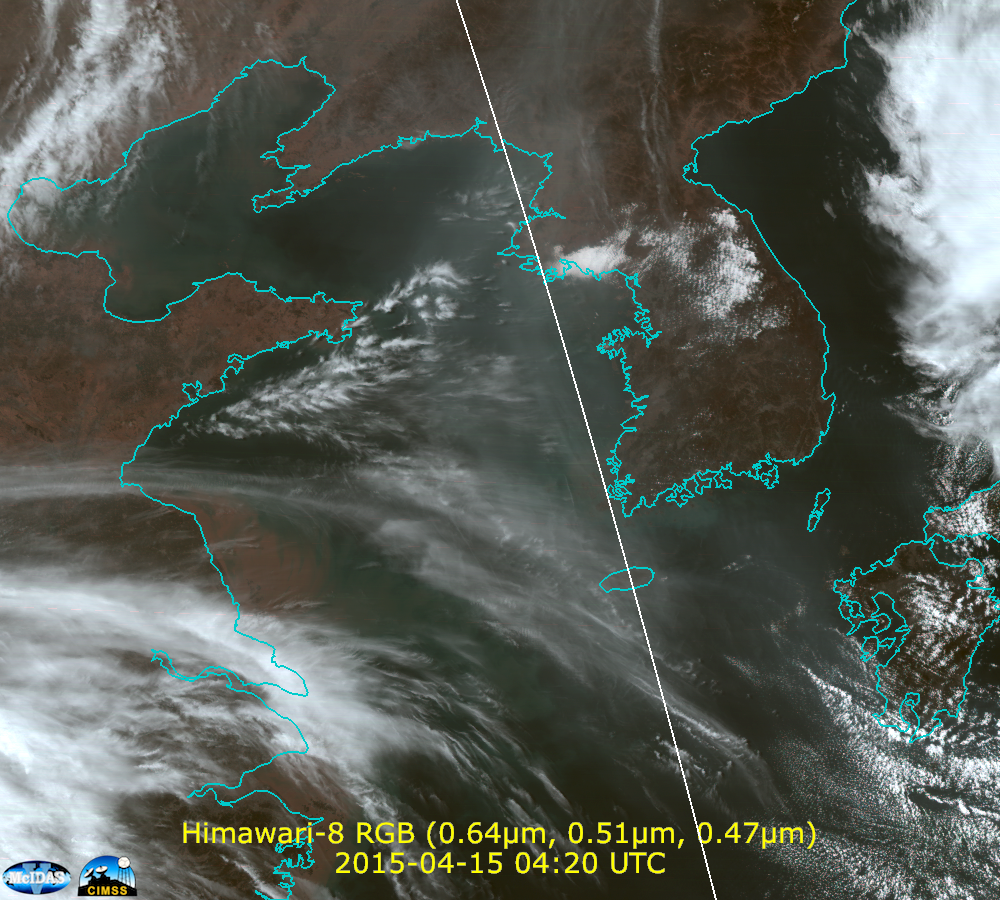 Himawari-8 RGB (0.64µm, 0.51µm, 0.47µm)
2015-04-15 04:20 UTC
McIDAS
CIMSS